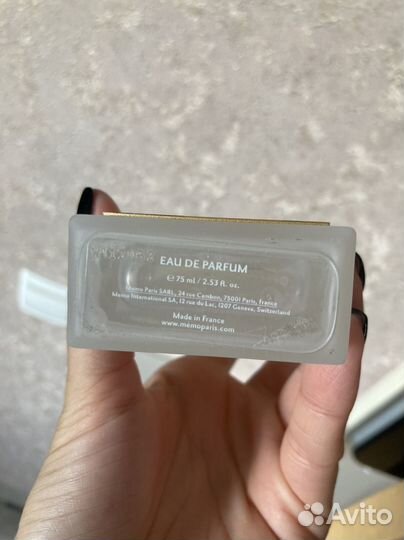 EAU DE PARFUM
e 75 ml / 2.53 fl. oz.
Memo Paris SARL, 24 rue Cambon, 75001 Paris, France
Memo International SA, 12 rue du Lac, 1207 Geneva, Switzerland
Made in France
www.memoparis.com
Avito